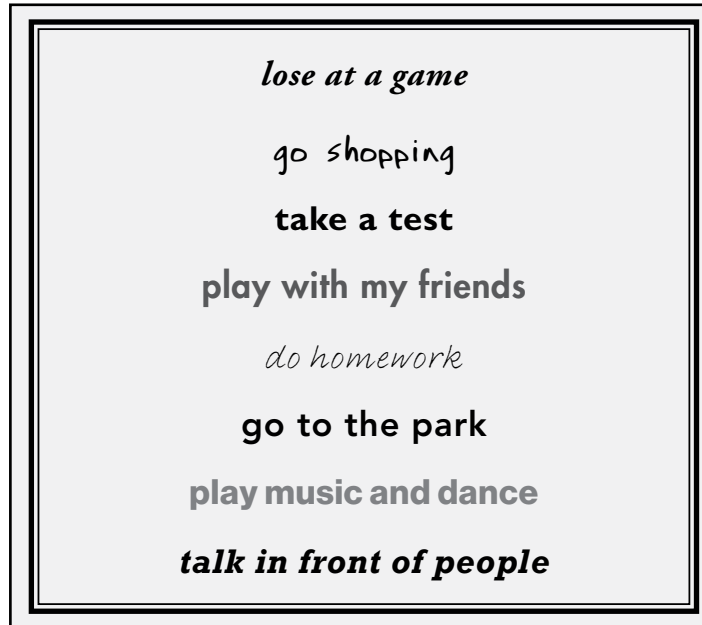 lose at a game
go shopping
take a test
play with my friends
do homework
go to the park
play music and dance
talk in front of people